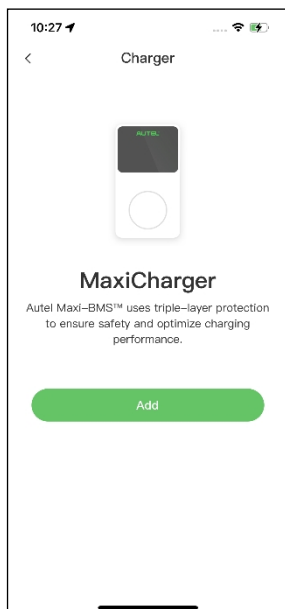 10:27
Charger
AUTEL
MaxiCharger
Autel Maxi-BMS™ uses triple-layer protection
to ensure safety and optimize charging
performance.
Add